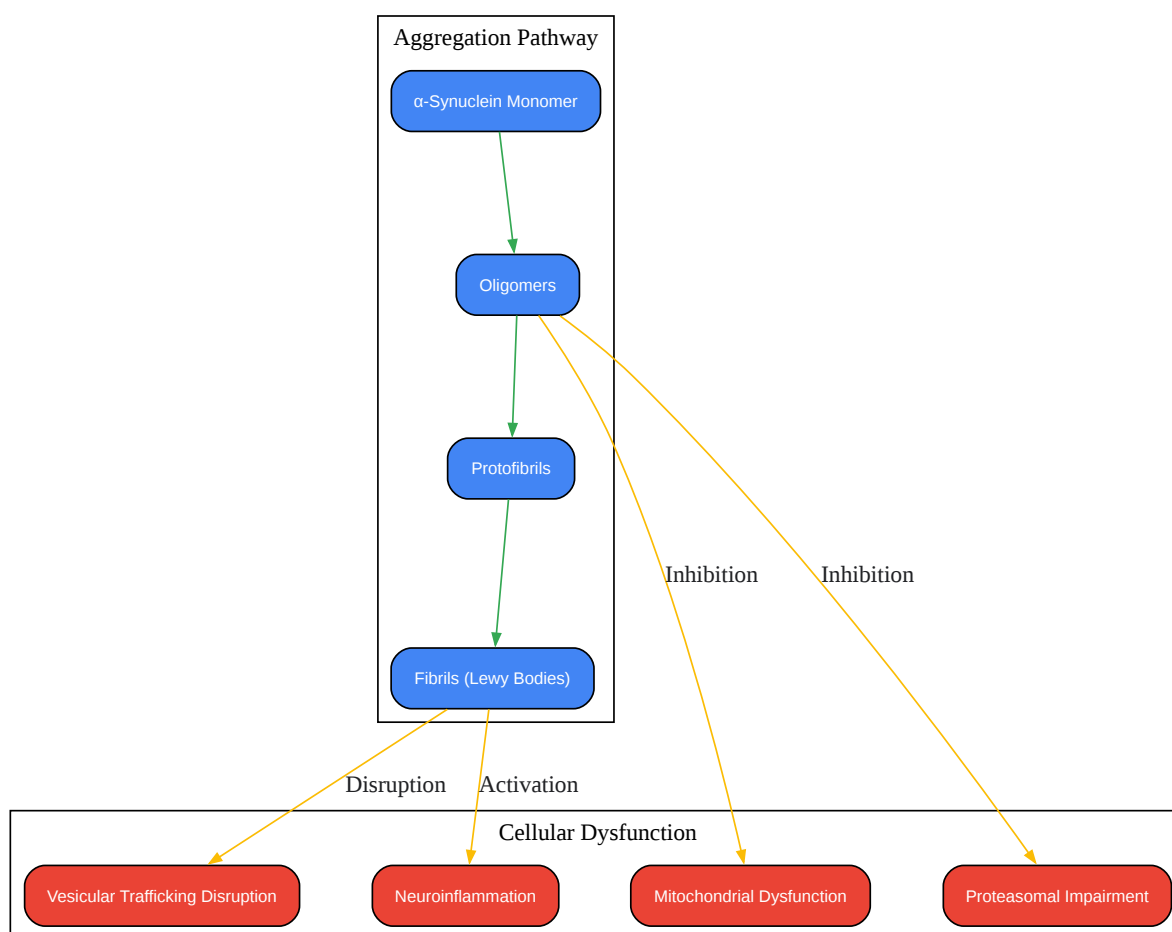 Aggregation Pathway
α-Synuclein Monomer
Oligomers
Protofibrils
Inhibition
Inhibition
Fibrils (Lewy Bodies)
Disruption
Activation
Cellular Dysfunction
Vesicular Trafficking Disruption
Neuroinflammation
Mitochondrial Dysfunction
Proteasomal Impairment